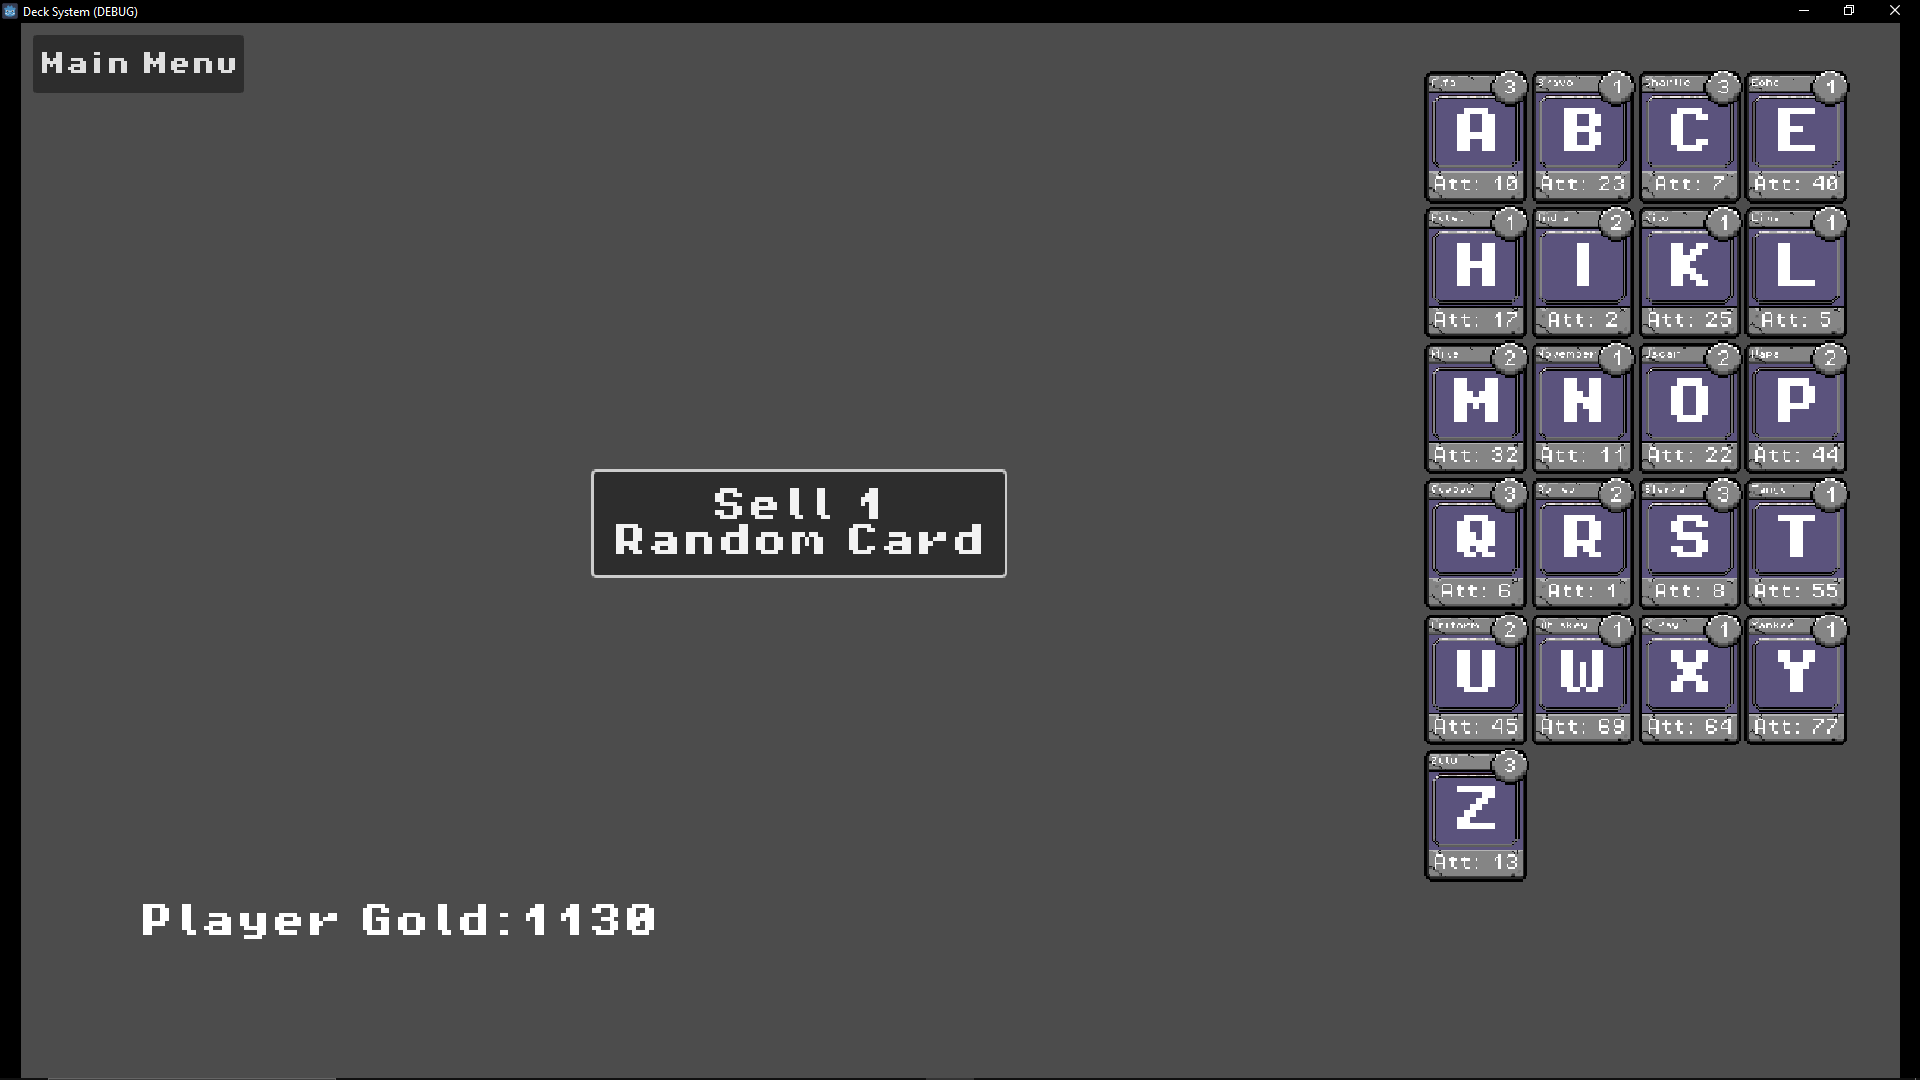 Deck System (DEBUG)
Main Menu
3 1 3 1
A B C E
Att: 10 Att: 23 Att: 7 Att: 40
1 2 1 1
H I K L
Att: 17 Att: 2 Att: 25 Att: 5
2 November 1 2 2
M N O P
Att: 32 Att: 11 Att: 22 Att: 44
Sell 1
Random Card
3 2 3 1
Q R S T
Att: 6 Att: 1 Att: 8 Att: 55
Uniform 2 1 1 1
U W X Y
Att: 45 Att: 69 Att: 64 Att: 77
Zulu 3
Z
Att: 13
Player Gold:1130